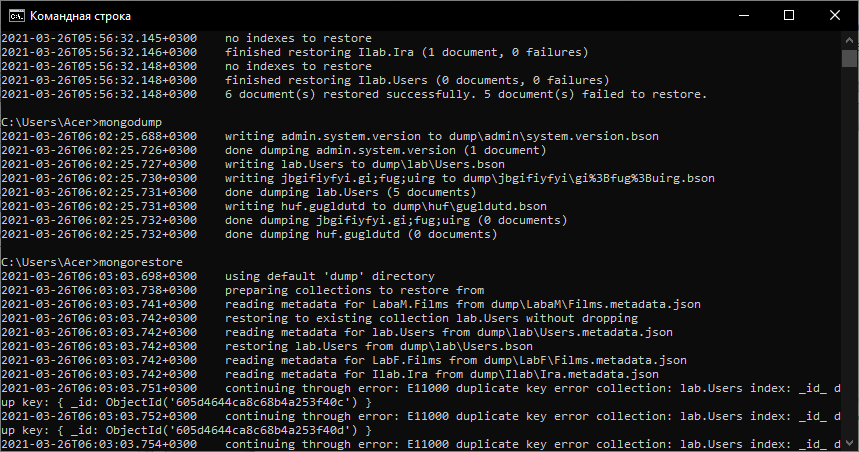 Командная строка
2021-03-26T05:56:32.145+0300 no indexes to restore
2021-03-26T05:56:32.146+0300 finished restoring Ilab.Ira (1 document, 0 failures)
2021-03-26T05:56:32.148+0300 no indexes to restore
2021-03-26T05:56:32.148+0300 finished restoring Ilab.Users (0 documents, 0 failures)
2021-03-26T05:56:32.148+0300 6 document(s) restored successfully. 5 document(s) failed to restore.
C:\Users\Acer>mongodump
2021-03-26T06:02:25.688+0300 writing admin.system.version to dump\admin\system.version.bson
2021-03-26T06:02:25.726+0300 done dumping admin.system.version (1 document)
2021-03-26T06:02:25.727+0300 writing lab.Users to dump\lab\Users.bson
2021-03-26T06:02:25.730+0300 writing jbgifiyfyi.gi;fug;uirg to dump\jbgifiyfyi\gi%3Bfug%3Buirg.bson
2021-03-26T06:02:25.731+0300 done dumping lab.Users (5 documents)
2021-03-26T06:02:25.731+0300 writing huf.gugldutd to dump\huf\gugldutd.bson
2021-03-26T06:02:25.732+0300 done dumping jbgifiyfyi.gi;fug;uirg (0 documents)
2021-03-26T06:02:25.732+0300 done dumping huf.gugldutd (0 documents)
C:\Users\Acer>mongorestore
2021-03-26T06:03:03.698+0300 using default 'dump' directory
2021-03-26T06:03:03.738+0300 preparing collections to restore from
2021-03-26T06:03:03.741+0300 reading metadata for LabaM.Films from dump\LabaM\Films.metadata.json
2021-03-26T06:03:03.742+0300 restoring to existing collection lab.Users without dropping
2021-03-26T06:03:03.742+0300 reading metadata for lab.Users from dump\lab\Users.metadata.json
2021-03-26T06:03:03.742+0300 restoring lab.Users from dump\lab\Users.bson
2021-03-26T06:03:03.742+0300 reading metadata for LabF.Films from dump\LabF\Films.metadata.json
2021-03-26T06:03:03.742+0300 reading metadata for Ilab.Ira from dump\Ilab\Ira.metadata.json
2021-03-26T06:03:03.751+0300 continuing through error: E11000 duplicate key error collection: lab.Users index: _id_ d
up key: { _id: ObjectId('605d4644ca8c68b4a253f40c') }
2021-03-26T06:03:03.752+0300 continuing through error: E11000 duplicate key error collection: lab.Users index: _id_ d
up key: { _id: ObjectId('605d4644ca8c68b4a253f40d') }
2021-03-26T06:03:03.754+0300 continuing through error: E11000 duplicate key error collection: lab.Users index: _id_ d